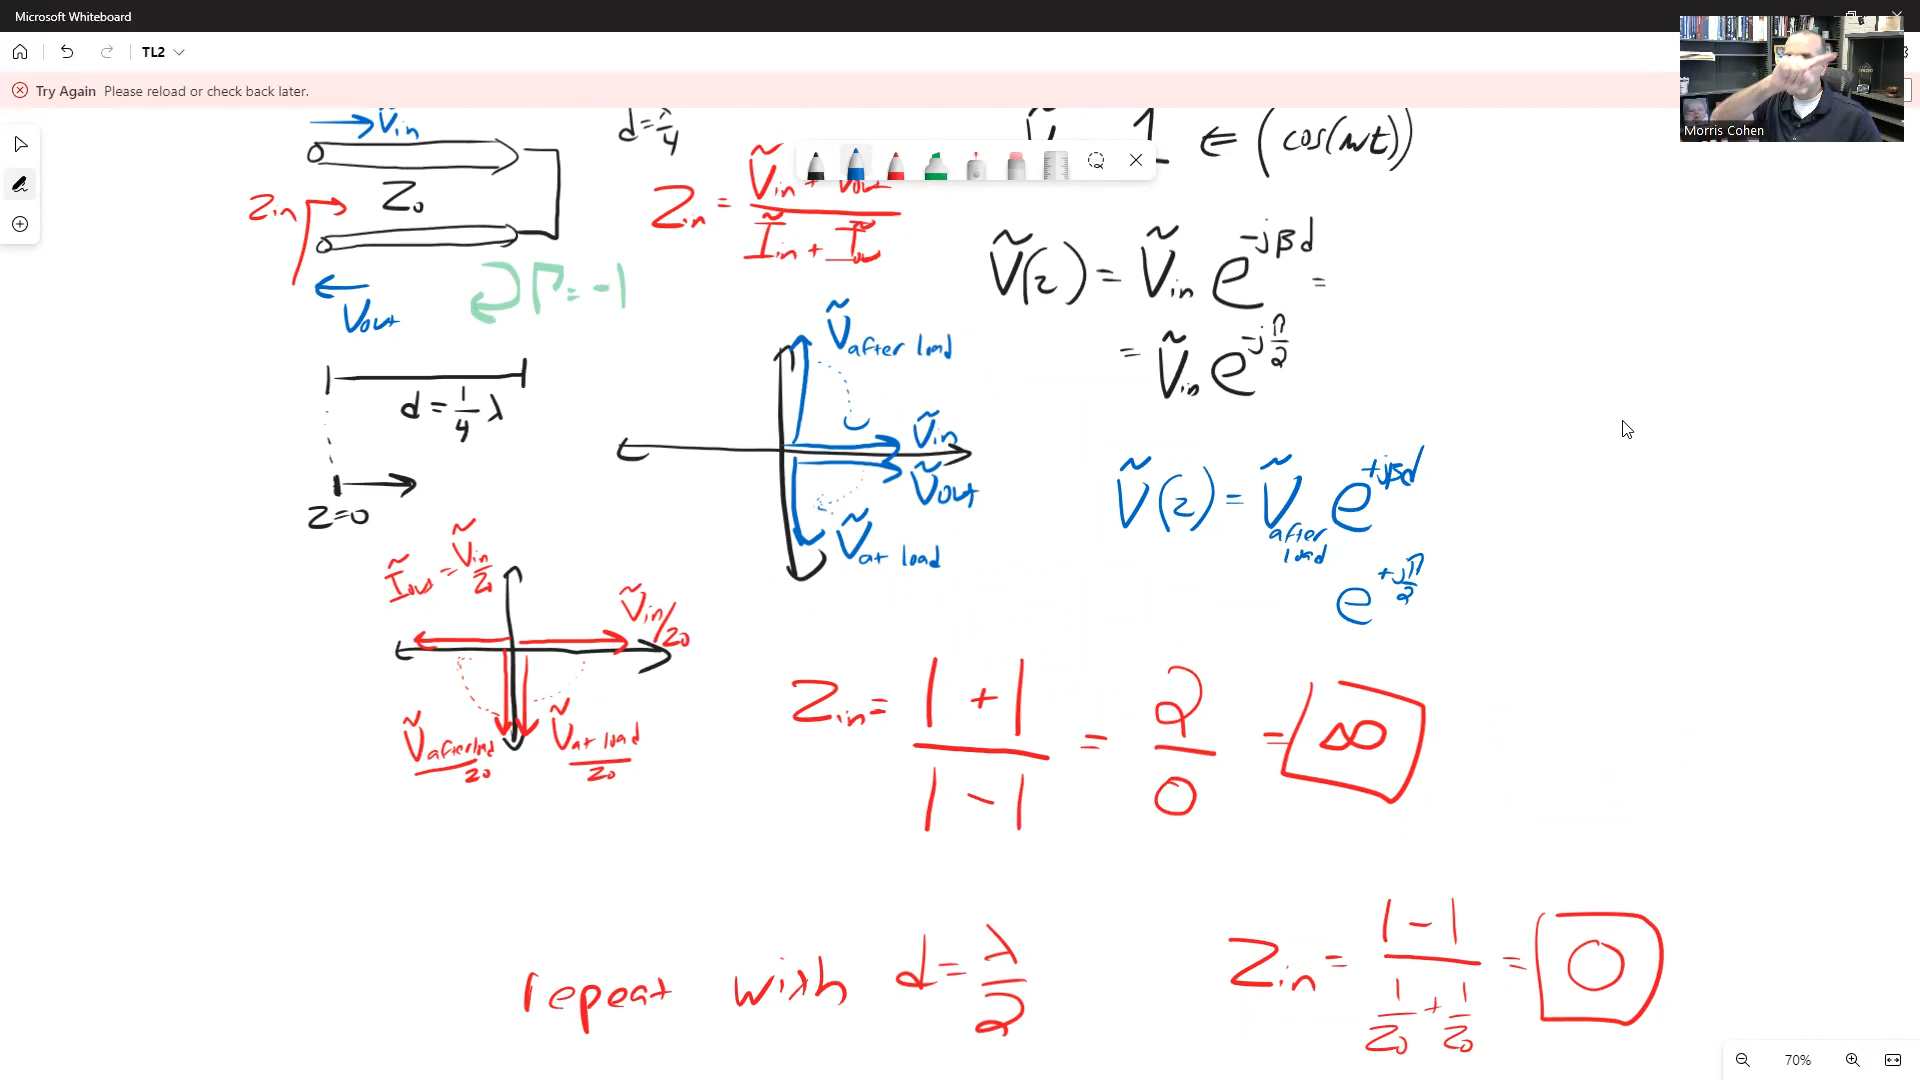 Microsoft Whiteboard
TL2
Try Again Please reload or check back later.
Morris Cohen
Ṽin
d=λ/4
1 ⇐ (cos(ωt))
Z₀
Zin
Zin = Ṽin + Vout / Ĩin + Ĩou
Vout
Γ = -1
Ṽ(z) = Ṽin e^-jβd =
= Ṽin e^-jπ/2
d = 1/4 λ
z=0
Ṽafter load
Ṽin
Ṽout
Ṽat load
Ṽ(z) = Ṽafter load e^+jβd
e^+jπ/2
Ĩout = Ṽin/Z₀
Ṽin/Z₀
Ṽafter load/Z₀
Ṽat load/Z₀
Zin = 1+1 / 1-1 = 2/0 = ∞
repeat with d = λ/2
Zin = 1-1 / 1/Z₀ + 1/Z₀ = 0
70%